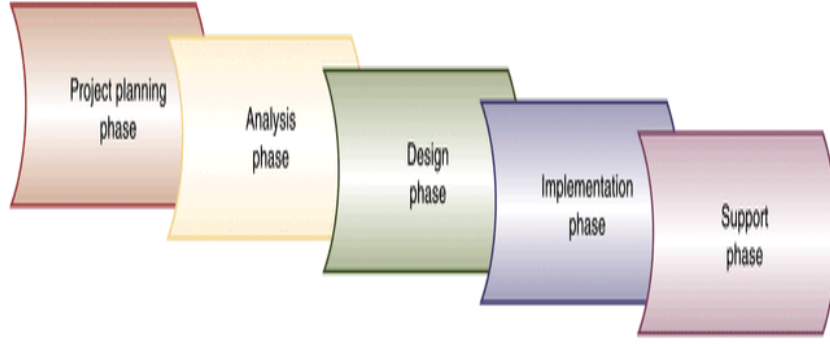 Project planning
phase
Analysis
phase
Design
phase
Implementation
phase
Support
phase